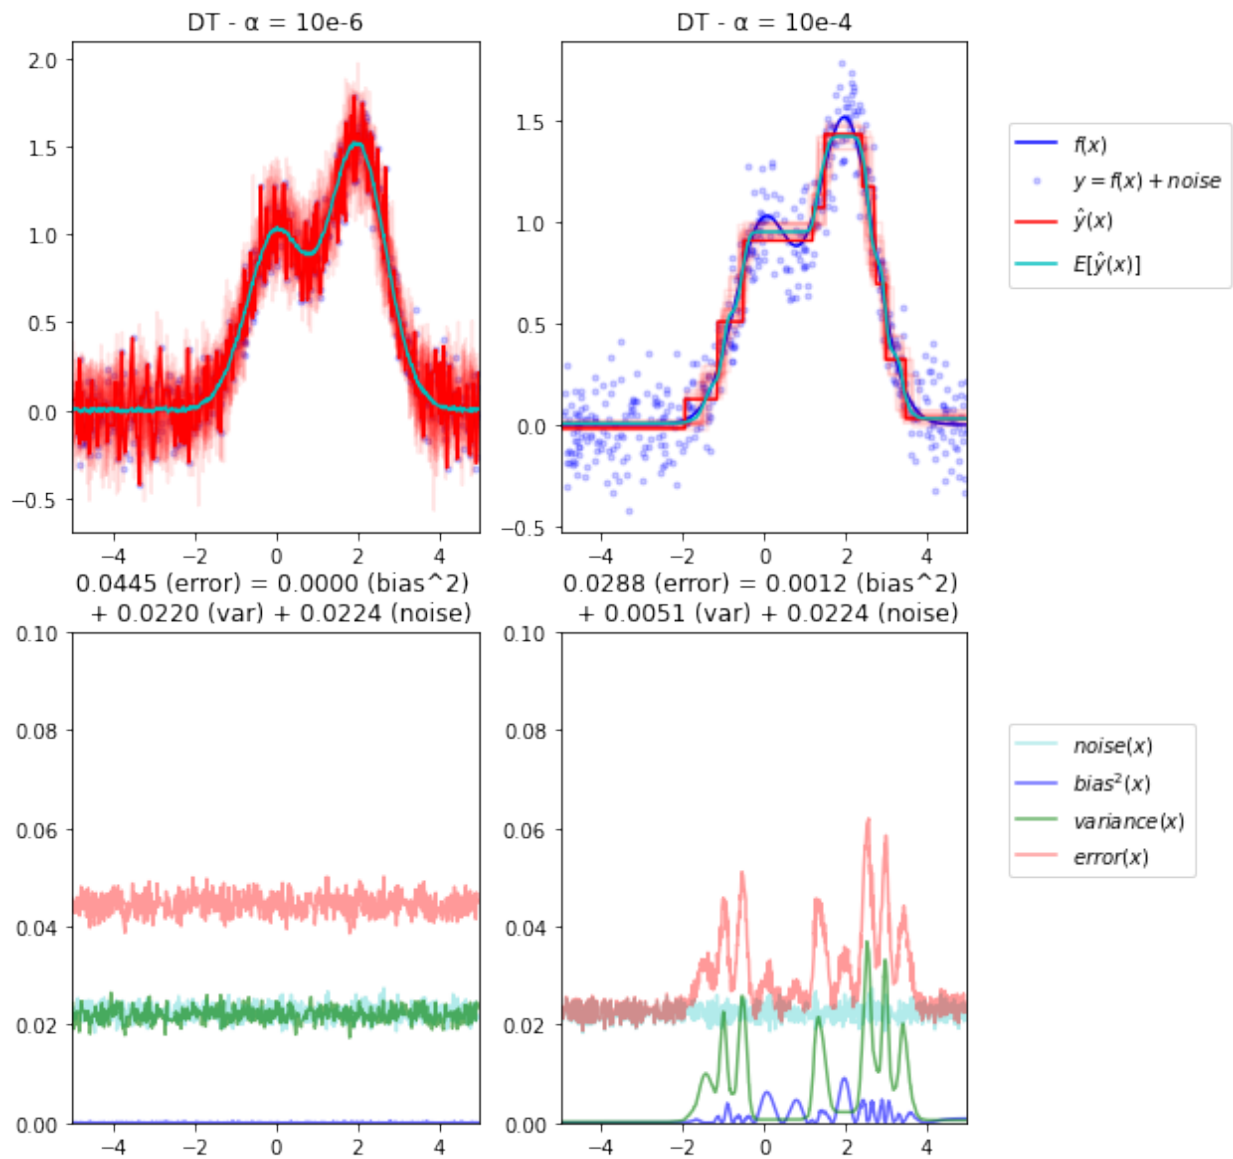 DT - α = 10e-6
DT - α = 10e-4
2.0
1.5
1.0
0.5
0.0
−0.5
−4 −2 0 2 4
1.5
1.0
0.5
0.0
−0.5
−4 −2 0 2 4
f(x)
y = f(x) + noise
ŷ(x)
E[ŷ(x)]
0.0445 (error) = 0.0000 (bias^2)
+ 0.0220 (var) + 0.0224 (noise)
0.0288 (error) = 0.0012 (bias^2)
+ 0.0051 (var) + 0.0224 (noise)
0.10
0.08
0.06
0.04
0.02
0.00
−4 −2 0 2 4
0.10
0.08
0.06
0.04
0.02
0.00
−4 −2 0 2 4
noise(x)
bias²(x)
variance(x)
error(x)